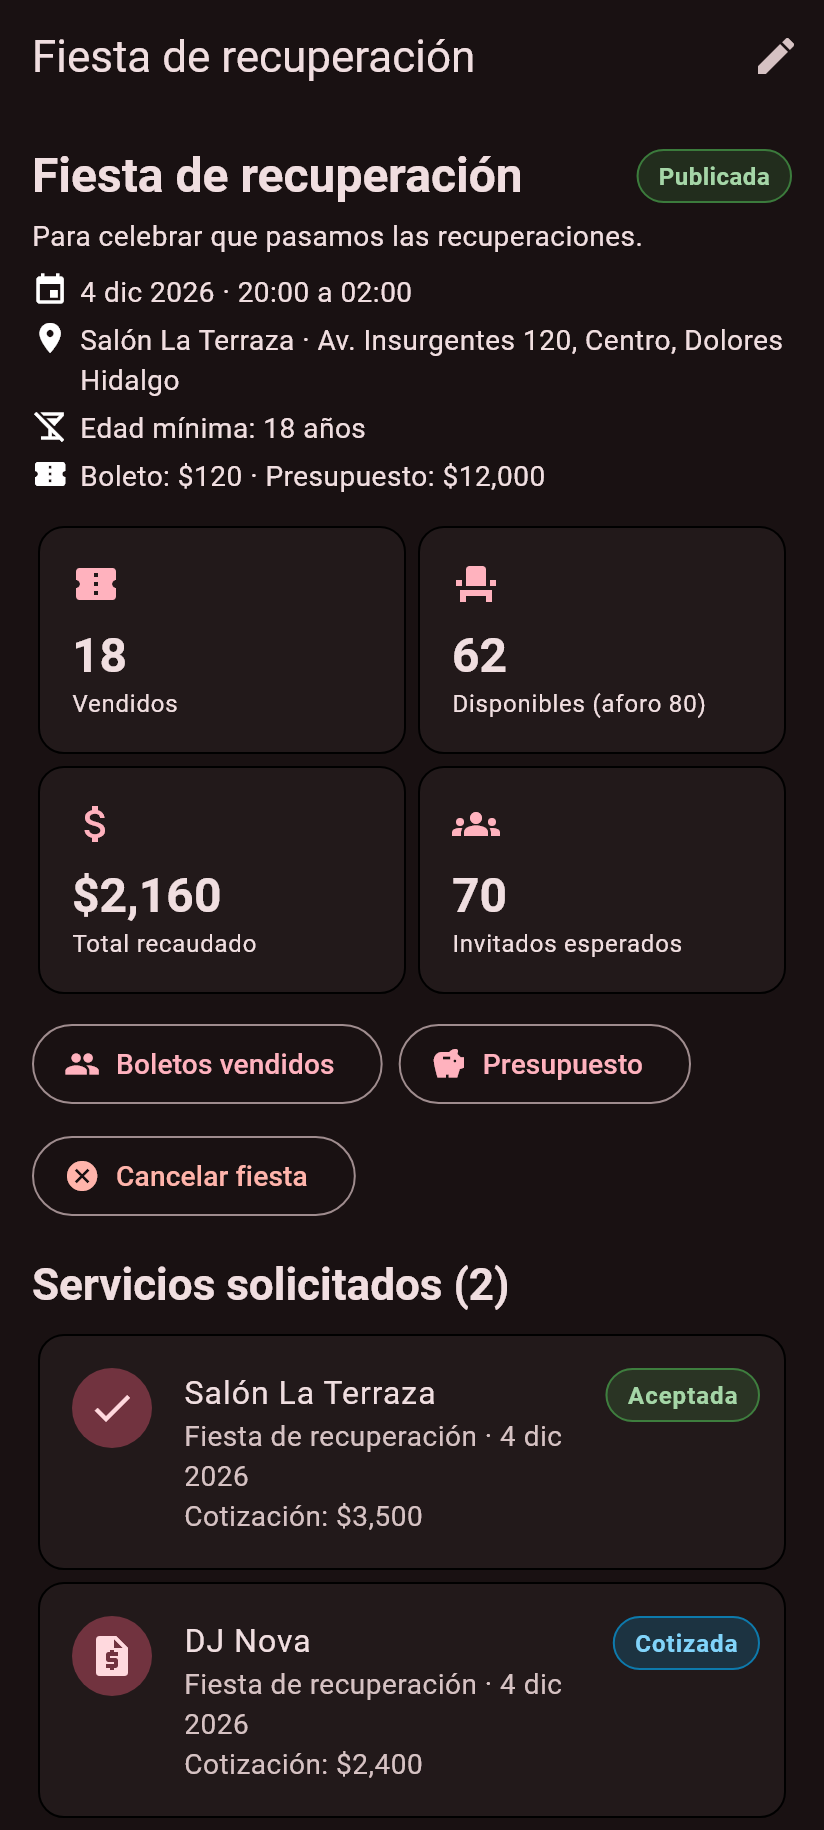 Fiesta de recuperación
Fiesta de recuperación
Publicada
Para celebrar que pasamos las recuperaciones.
4 dic 2026 · 20:00 a 02:00
Salón La Terraza · Av. Insurgentes 120, Centro, Dolores
Hidalgo
Edad mínima: 18 años
Boleto: $120 · Presupuesto: $12,000
18
Vendidos
62
Disponibles (aforo 80)
$2,160
Total recaudado
70
Invitados esperados
Boletos vendidos
Presupuesto
Cancelar fiesta
Servicios solicitados (2)
Salón La Terraza
Aceptada
Fiesta de recuperación · 4 dic
2026
Cotización: $3,500
DJ Nova
Cotizada
Fiesta de recuperación · 4 dic
2026
Cotización: $2,400